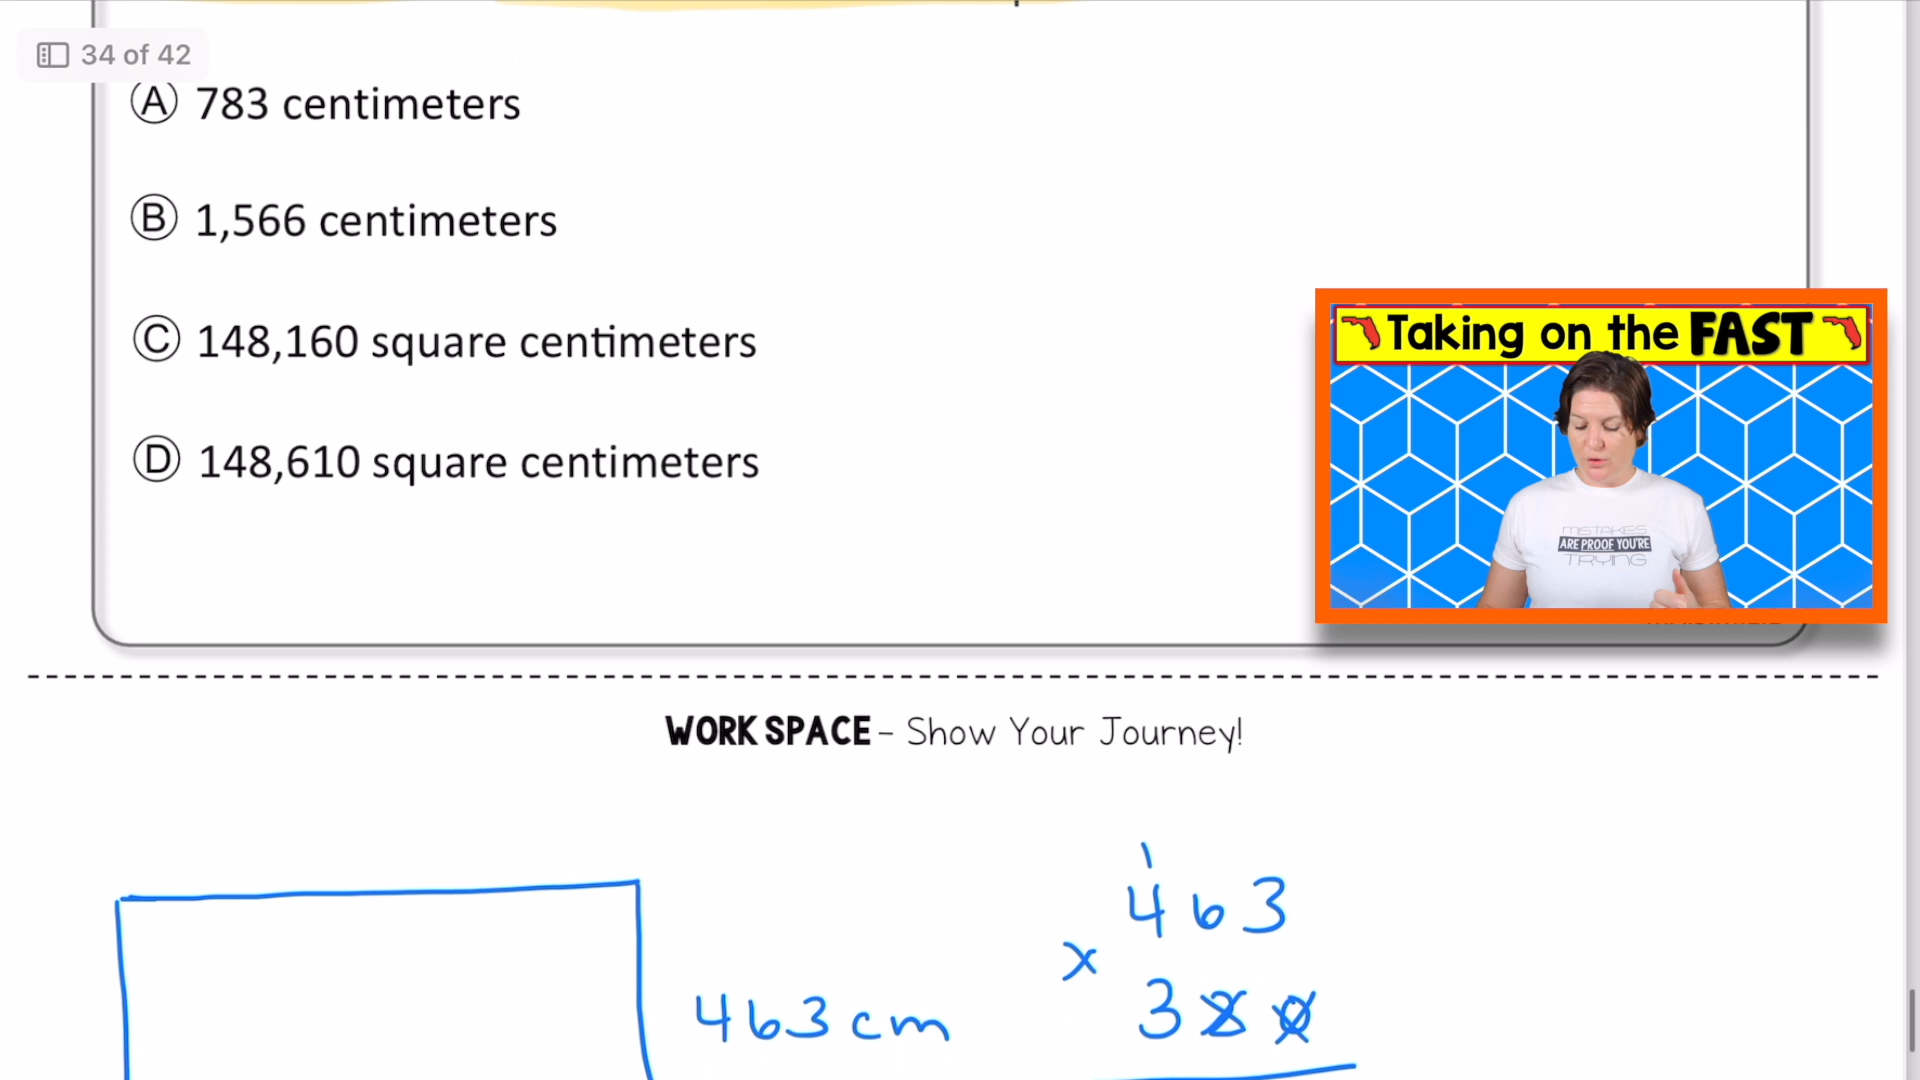 34 of 42
Ⓐ 783 centimeters
Ⓑ 1,566 centimeters
Ⓒ 148,160 square centimeters
Ⓓ 148,610 square centimeters
Taking on the FAST
MISTAKES
ARE PROOF YOU'RE
TRYING
WORK SPACE – Show Your Journey!
1
463
x
380
463 cm